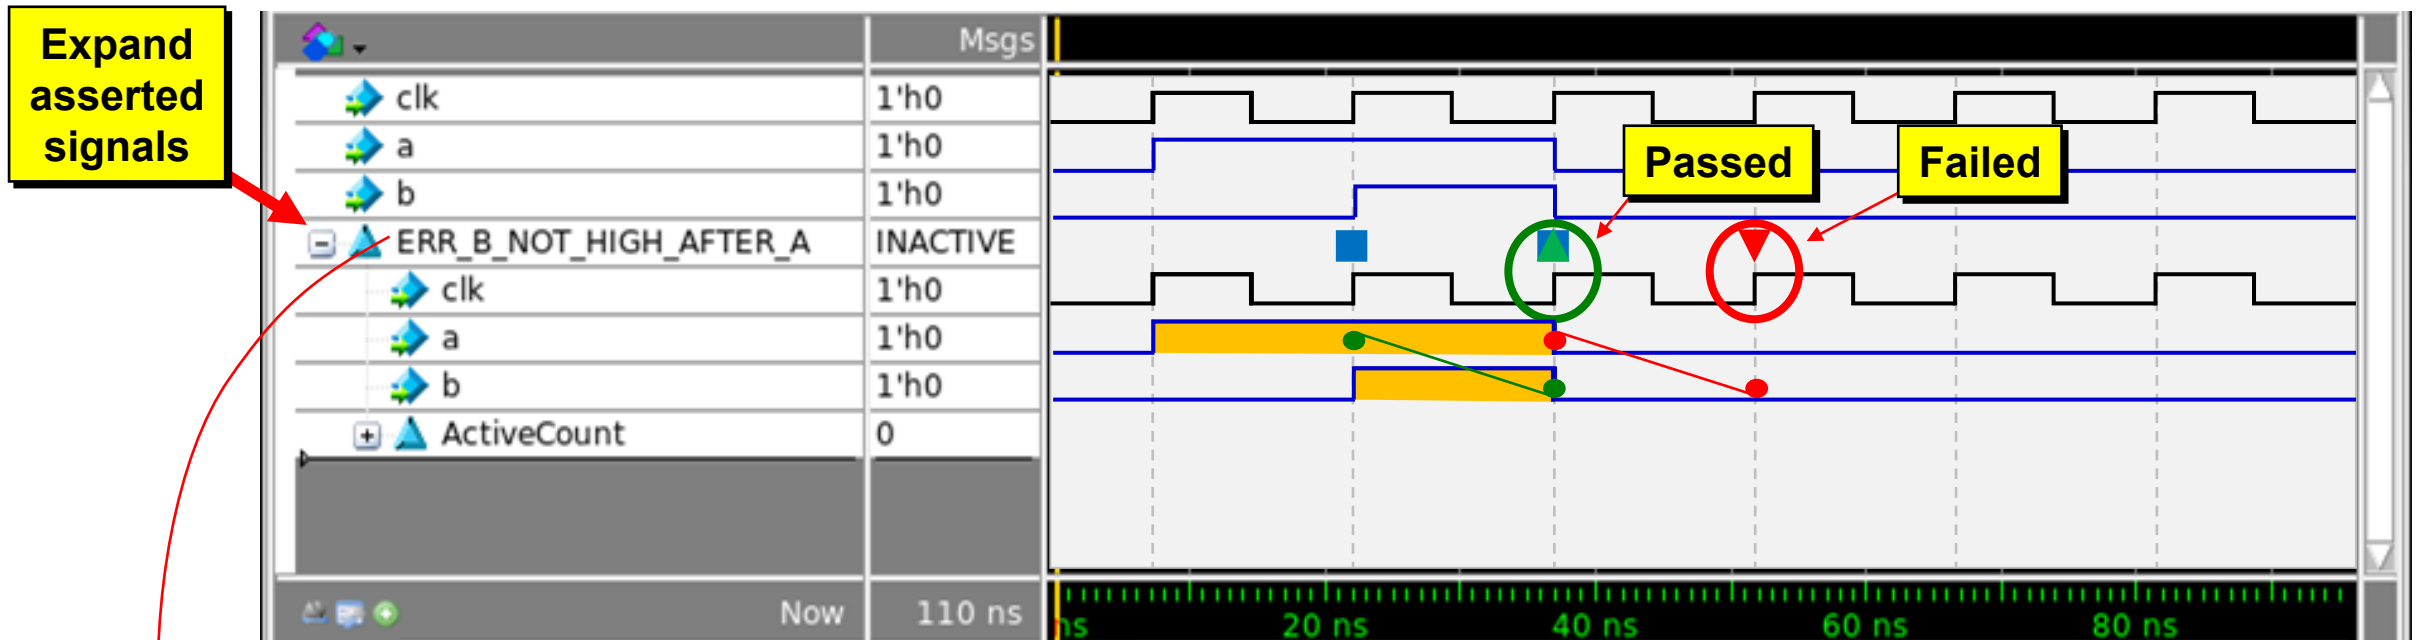 Expand
asserted
signals
Msgs
clk 1'h0
a 1'h0
b 1'h0
Passed
Failed
ERR_B_NOT_HIGH_AFTER_A INACTIVE
clk 1'h0
a 1'h0
b 1'h0
ActiveCount 0
Now 110 ns
ns 20 ns 40 ns 60 ns 80 ns